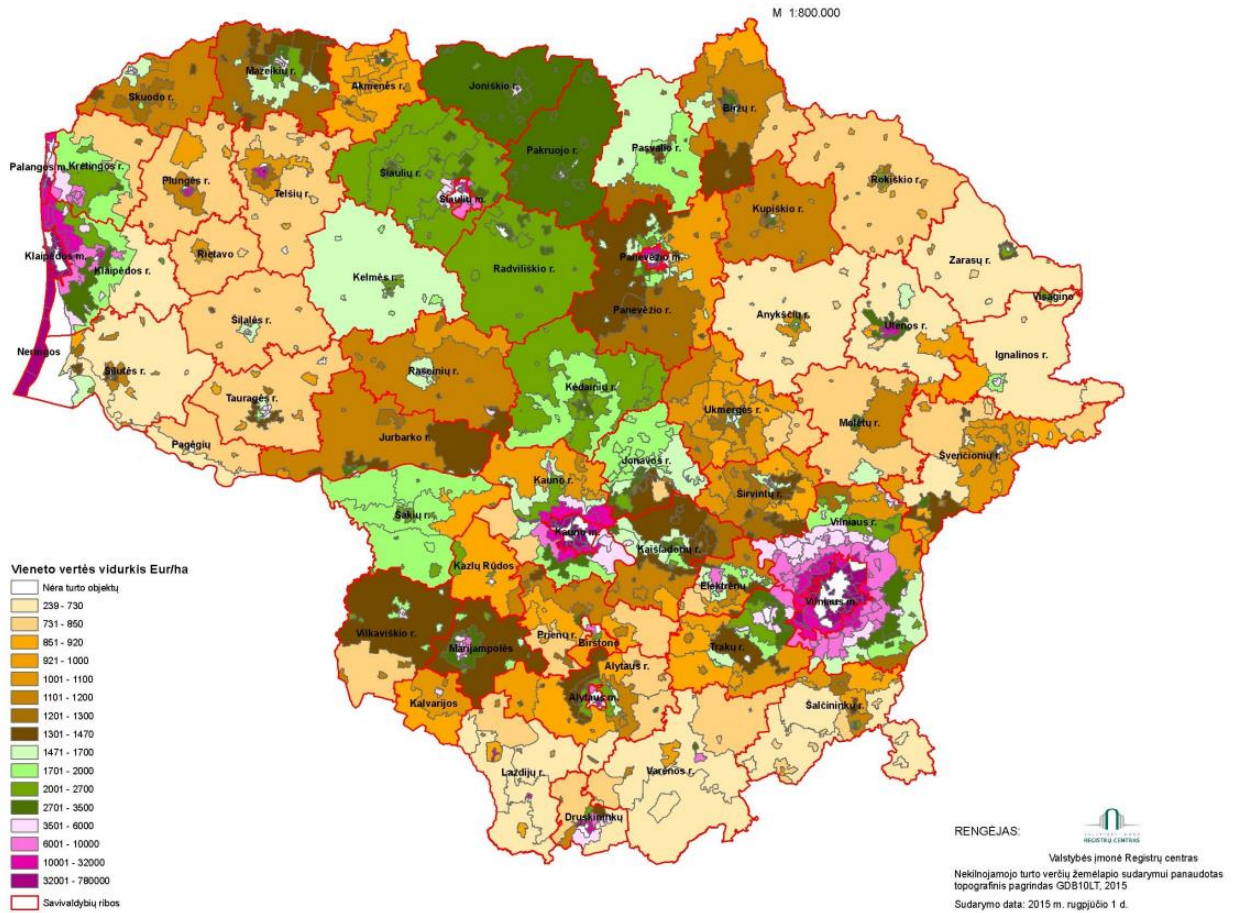 M 1:800.000
Mažeikių r.
Skuodo r.
Akmenės r.
Joniškio r.
Biržų r.
Pakruojo r.
Pasvalio r.
Palangos m.
Kretingos r.
Plungės r.
Telšių r.
Šiaulių r.
Šiaulių m.
Rokiškio r.
Kupiškio r.
Klaipėdos m.
Klaipėdos r.
Rietavo
Kelmės r.
Radviliškio r.
Panevėžio m.
Panevėžio r.
Zarasų r.
Visagino
Anykščių r.
Utenos r.
Ignalinos r.
Šilalės r.
Neringos
Šilutės r.
Raseinių r.
Kėdainių r.
Tauragės r.
Ukmergės r.
Molėtų r.
Pagėgių
Jurbarko r.
Jonavos r.
Švenčionių r.
Kauno r.
Širvintų r.
Šakių r.
Vilniaus r.
Kauno m.
Kaišiadorių r.
Kazlų Rūdos
Elektrėnų
Vilniaus m.
Vilkaviškio r.
Marijampolės
Prienų r.
Birštono
Trakų r.
Alytaus r.
Alytaus m.
Kalvarijos
Šalčininkų r.
Lazdijų r.
Varėnos r.
Druskininkų
Vieneto vertės vidurkis Eur/ha
Nėra turto objektų
239 - 730
731 - 850
851 - 920
921 - 1000
1001 - 1100
1101 - 1200
1201 - 1300
1301 - 1470
1471 - 1700
1701 - 2000
2001 - 2700
2701 - 3500
3501 - 6000
6001 - 10000
10001 - 32000
32001 - 780000
Savivaldybių ribos
RENGĖJAS:
REGISTRŲ CENTRAS
Valstybės įmonė Registrų centras
Nekilnojamojo turto verčių žemėlapio sudarymui panaudotas
topografinis pagrindas GDB10LT, 2015
Sudarymo data: 2015 m. rugpjūčio 1 d.